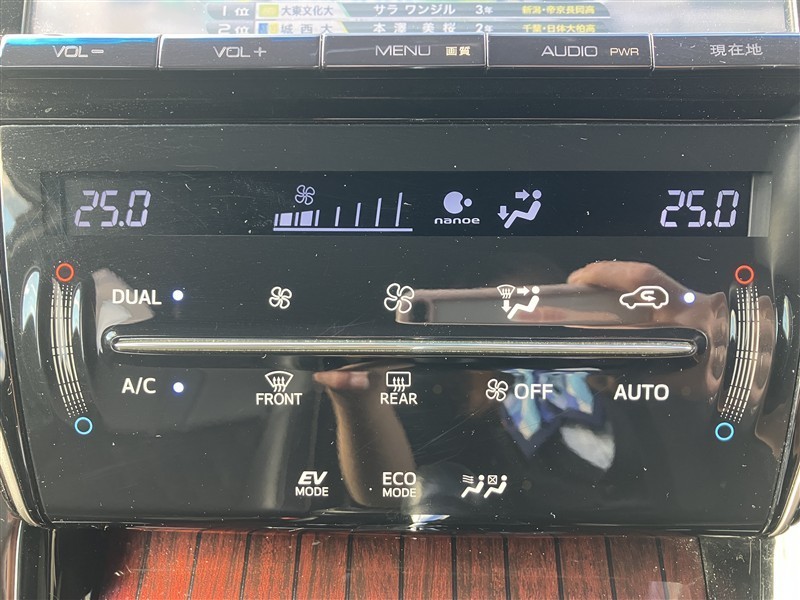 1位 大東文化大 サラ ワンジル 3年 新潟・帝京長岡高
2位 城西大 本澤 美桜 2年 千葉・日体大柏高
VOL− VOL+ MENU 画質 AUDIO PWR 現在地
25.0 nanoe 25.0
DUAL
A/C FRONT REAR OFF AUTO
EV MODE ECO MODE